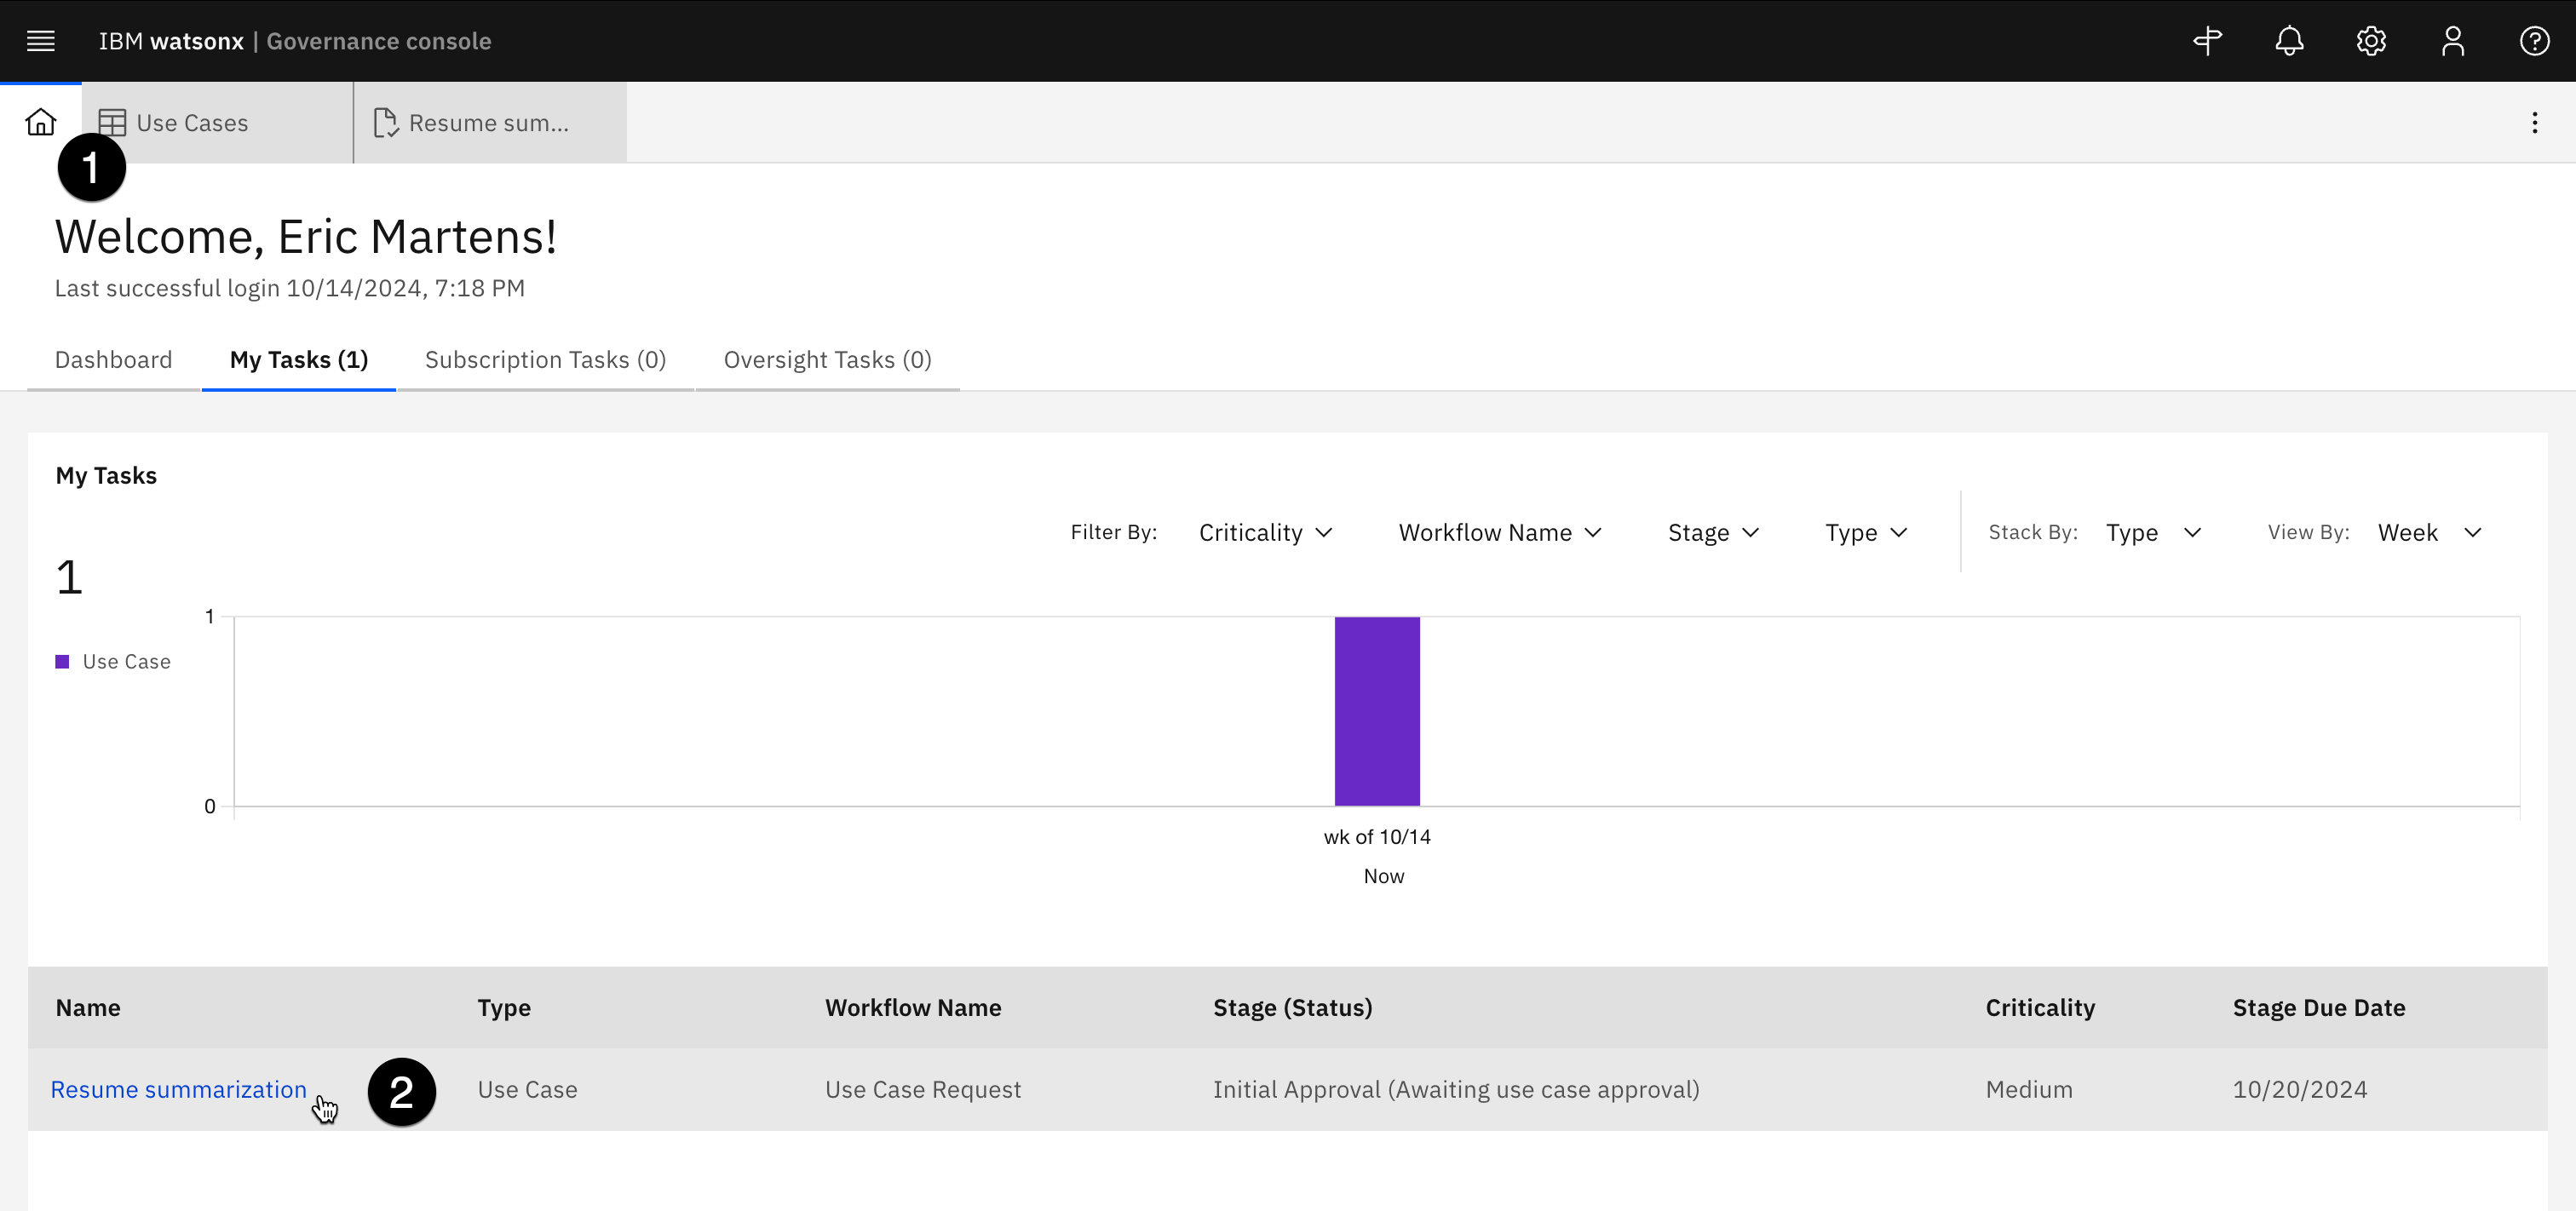 IBM watsonx | Governance console
Use Cases
Resume sum...
1
Welcome, Eric Martens!
Last successful login 10/14/2024, 7:18 PM
Dashboard My Tasks (1) Subscription Tasks (0) Oversight Tasks (0)
My Tasks
Filter By: Criticality Workflow Name Stage Type Stack By: Type View By: Week
1
1
Use Case
0
wk of 10/14
Now
Name Type Workflow Name Stage (Status) Criticality Stage Due Date
Resume summarization 2 Use Case Use Case Request Initial Approval (Awaiting use case approval) Medium 10/20/2024